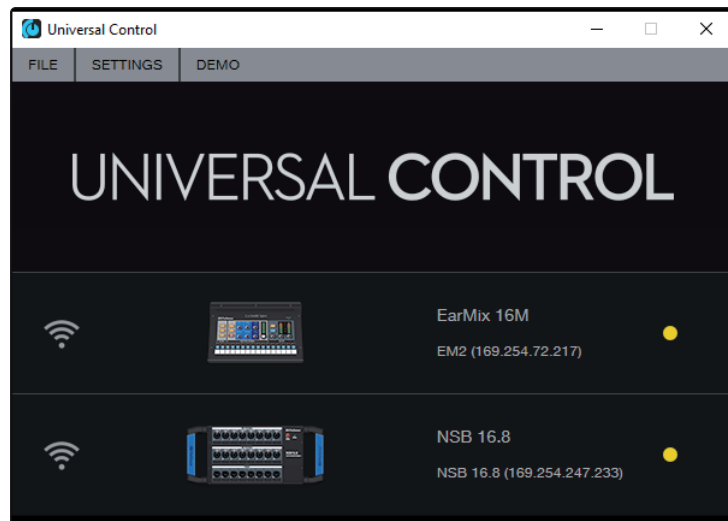 Universal Control
FILE SETTINGS DEMO
UNIVERSAL CONTROL
EarMix 16M
EM2 (169.254.72.217)
NSB 16.8
NSB 16.8 (169.254.247.233)